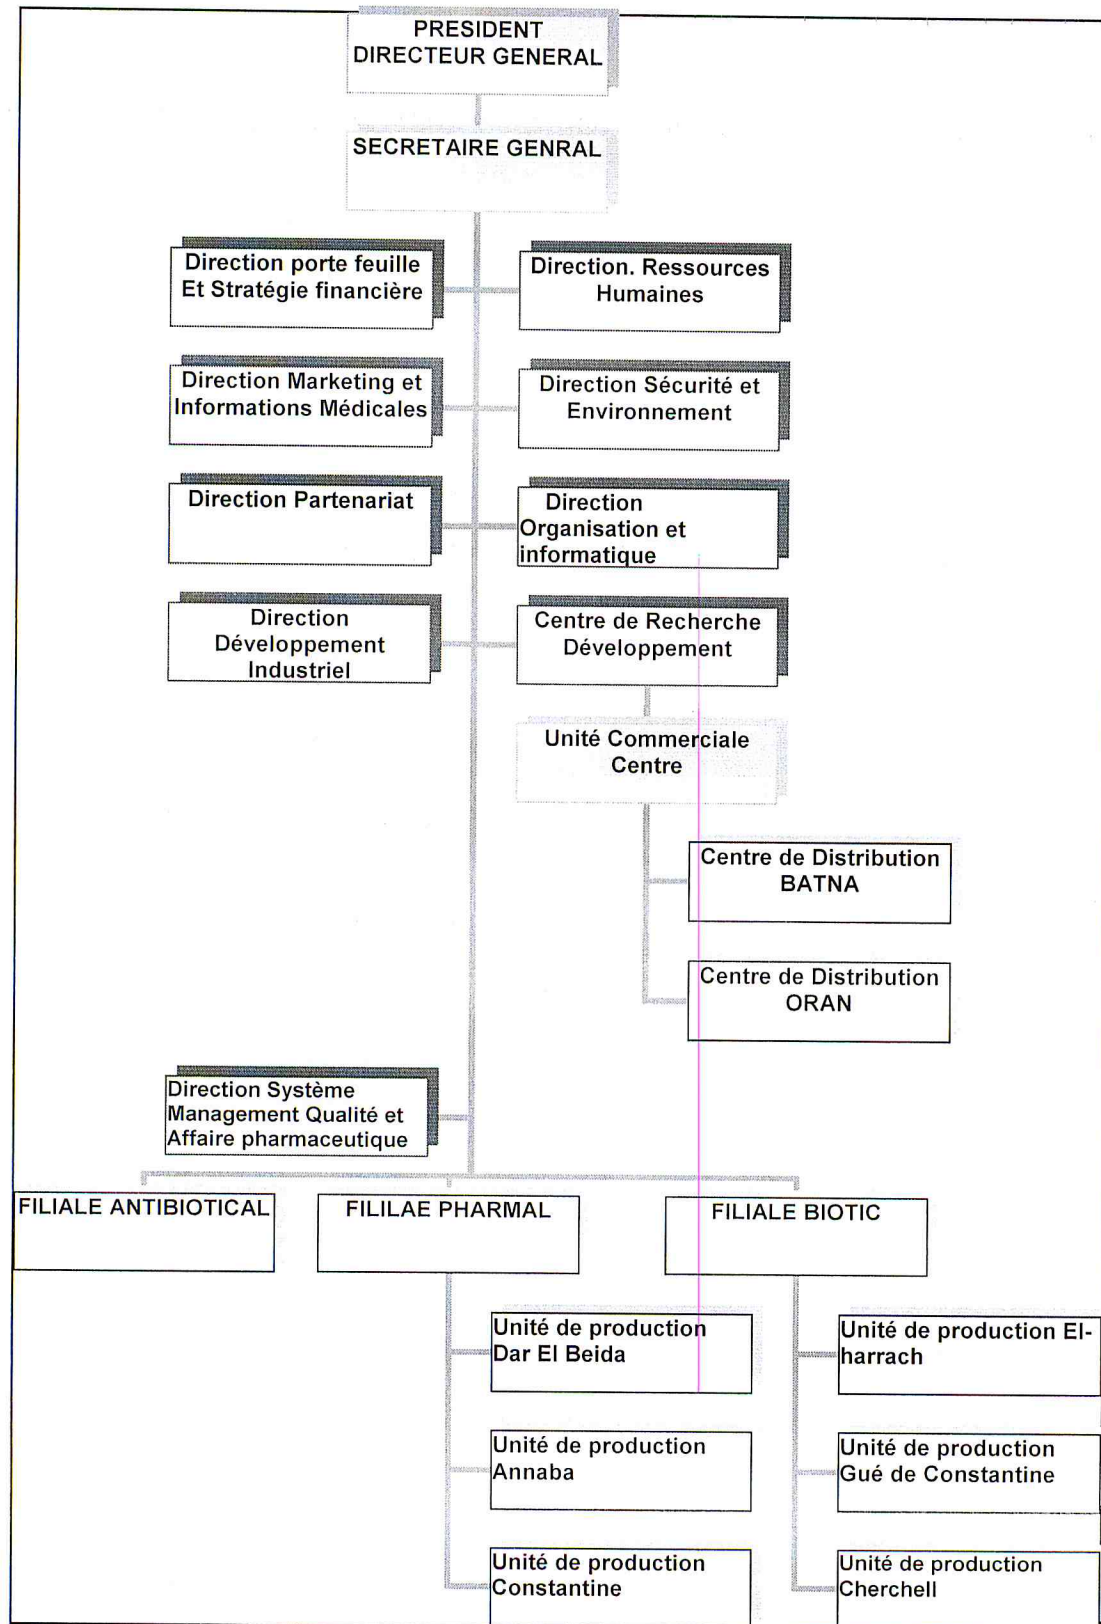 PRESIDENT
DIRECTEUR GENERAL
SECRETAIRE GENRAL
Direction porte feuille
Et Stratégie financière
Direction. Ressources
Humaines
Direction Marketing et
Informations Médicales
Direction Sécurité et
Environnement
Direction Partenariat
Direction
Organisation et
informatique
Direction
Développement
Industriel
Centre de Recherche
Développement
Unité Commerciale
Centre
Centre de Distribution
BATNA
Centre de Distribution
ORAN
Direction Système
Management Qualité et
Affaire pharmaceutique
FILIALE ANTIBIOTICAL
FILILAE PHARMAL
FILIALE BIOTIC
Unité de production
Dar El Beida
Unité de production El-
harrach
Unité de production
Annaba
Unité de production
Gué de Constantine
Unité de production
Constantine
Unité de production
Cherchell